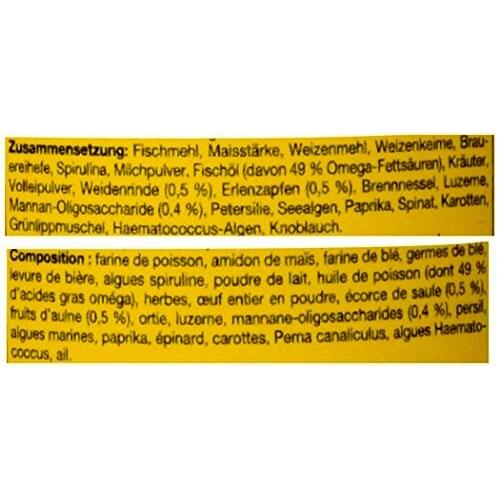 Zusammensetzung: Fischmehl, Maisstärke, Weizenmehl, Weizenkeime, Brau-
ereihefe, Spirulina, Milchpulver, Fischöl (davon 49 % Omega-Fettsäuren), Kräuter,
Volleipulver, Weidenrinde (0,5 %), Erlenzapfen (0,5 %). Brennnessel, Luzerne,
Mannan-Oligosaccharide (0,4 %), Petersilie, Seealgen, Paprika, Spinat, Karotten,
Grünlippmuschel, Haematococcus-Algen, Knoblauch.
Composition : farine de poisson, amidon de maïs, farine de blé, germes de blé,
levure de bière, algues spiruline, poudre de lait, huile de poisson (dont 49 %
d'acides gras oméga), herbes, œuf entier en poudre, écorce de saule (0,5 %),
fruits d'aulne (0,5 %), ortie, luzerne, mannane-oligosaccharides (0,4 %), persil,
algues marines, paprika, épinard, carottes, Perna canaliculus, algues Haemato-
coccus, ail.